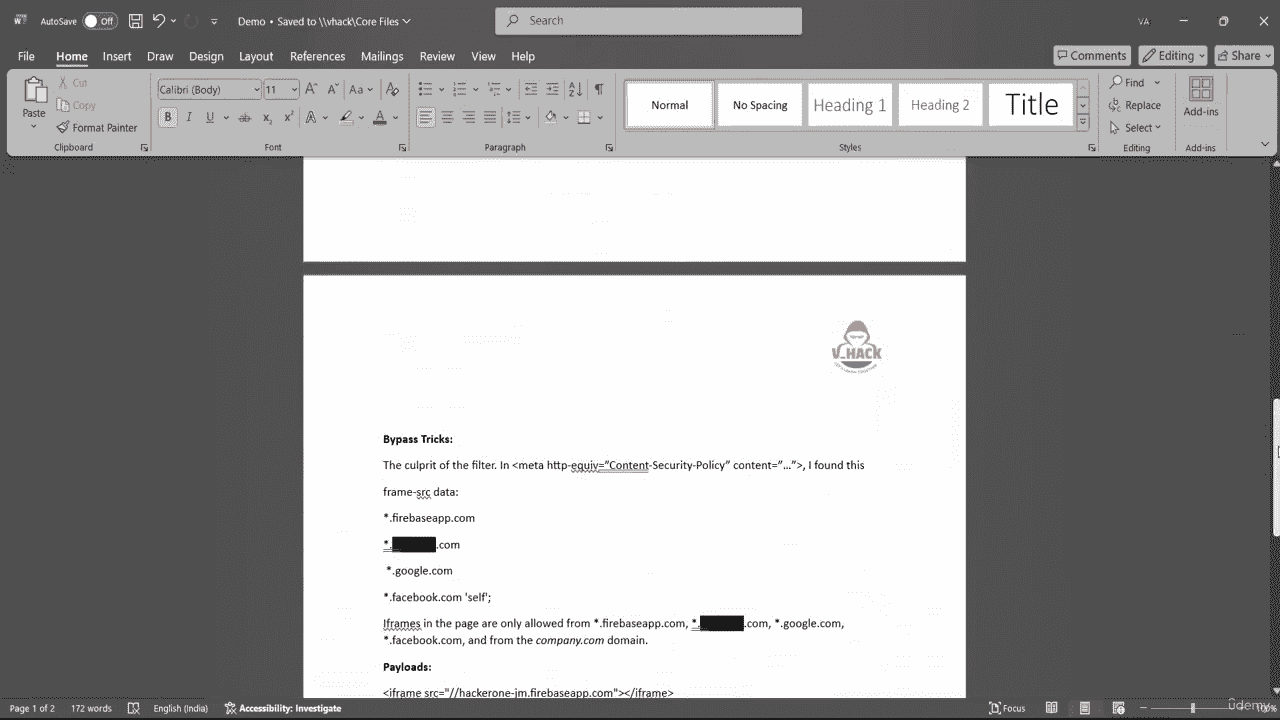 AutoSave Off Demo • Saved to \\vhack\Core Files Search VA
File Home Insert Draw Design Layout References Mailings Review View Help Comments Editing Share
Paste Cut Copy Format Painter Calibri (Body) 11 Normal No Spacing Heading 1 Heading 2 Title Find Replace Select Add-ins
Clipboard Font Paragraph Styles Editing Add-ins
V_HACK
Bypass Tricks:
The culprit of the filter. In <meta http-equiv="Content-Security-Policy" content="…">, I found this
frame-src data:
*.firebaseapp.com
*. .com
*.google.com
*.facebook.com 'self';
Iframes in the page are only allowed from *.firebaseapp.com, *. .com, *.google.com,
*.facebook.com, and from the company.com domain.
Payloads:
<iframe src="//hackerone-jm.firebaseapp.com"></iframe>
Page 1 of 2 172 words English (India) Accessibility: Investigate Focus